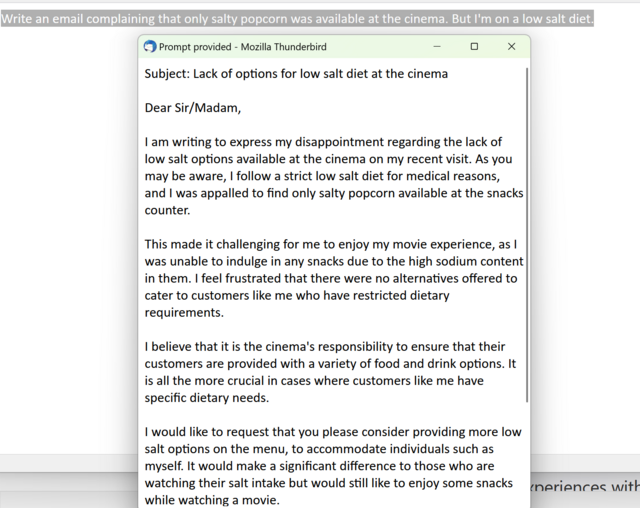 Write an email complaining that only salty popcorn was available at the cinema. But I'm on a low salt diet.
Prompt provided - Mozilla Thunderbird
Subject: Lack of options for low salt diet at the cinema
Dear Sir/Madam,
I am writing to express my disappointment regarding the lack of
low salt options available at the cinema on my recent visit. As you
may be aware, I follow a strict low salt diet for medical reasons,
and I was appalled to find only salty popcorn available at the snacks
counter.
This made it challenging for me to enjoy my movie experience, as I
was unable to indulge in any snacks due to the high sodium content
in them. I feel frustrated that there were no alternatives offered to
cater to customers like me who have restricted dietary
requirements.
I believe that it is the cinema's responsibility to ensure that their
customers are provided with a variety of food and drink options. It
is all the more crucial in cases where customers like me have
specific dietary needs.
I would like to request that you please consider providing more low
salt options on the menu, to accommodate individuals such as
myself. It would make a significant difference to those who are
watching their salt intake but would still like to enjoy some snacks
while watching a movie.